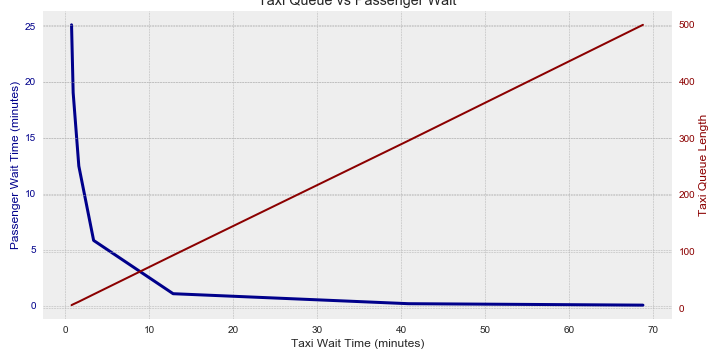 Taxi Queue vs Passenger Wait
25
20
15
10
5
0
Passenger Wait Time (minutes)
500
400
300
200
100
0
Taxi Queue Length
0 10 20 30 40 50 60 70
Taxi Wait Time (minutes)